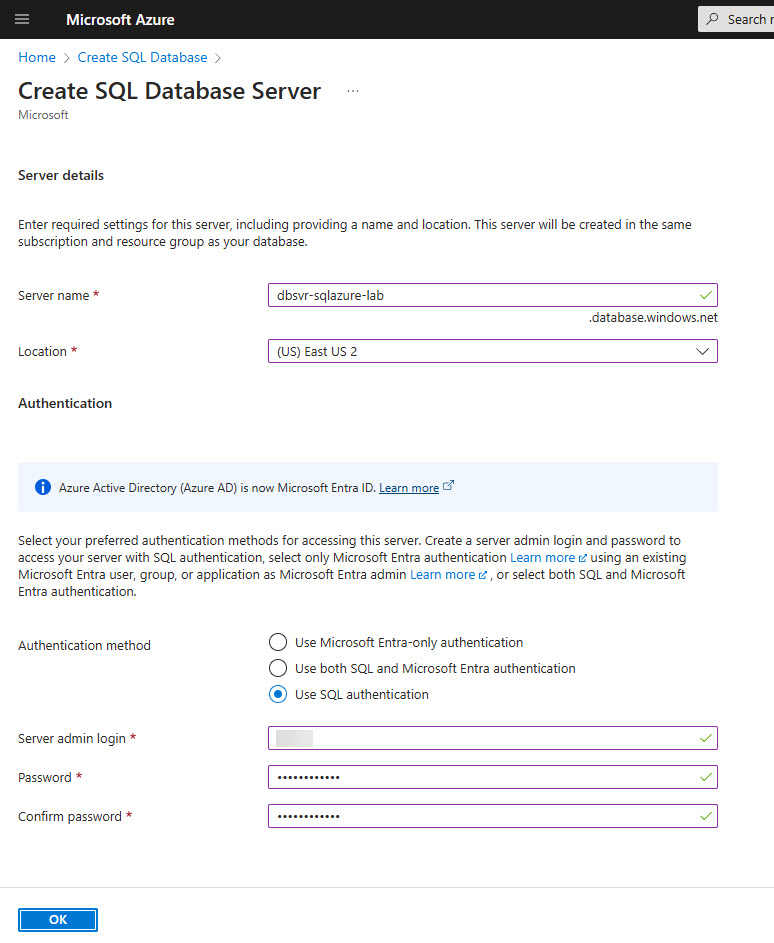 Microsoft Azure
Search r
Home > Create SQL Database >
Create SQL Database Server ...
Microsoft
Server details
Enter required settings for this server, including providing a name and location. This server will be created in the same
subscription and resource group as your database.
Server name *
dbsvr-sqlazure-lab
.database.windows.net
Location *
(US) East US 2
Authentication
Azure Active Directory (Azure AD) is now Microsoft Entra ID. Learn more
Select your preferred authentication methods for accessing this server. Create a server admin login and password to
access your server with SQL authentication, select only Microsoft Entra authentication Learn more using an existing
Microsoft Entra user, group, or application as Microsoft Entra admin Learn more , or select both SQL and Microsoft
Entra authentication.
Authentication method
Use Microsoft Entra-only authentication
Use both SQL and Microsoft Entra authentication
Use SQL authentication
Server admin login *
Password *
••••••••••••
Confirm password *
••••••••••••
OK